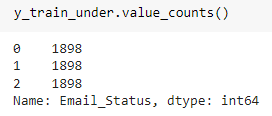 y_train_under.value_counts()
0    1898
1    1898
2    1898
Name: Email_Status, dtype: int64